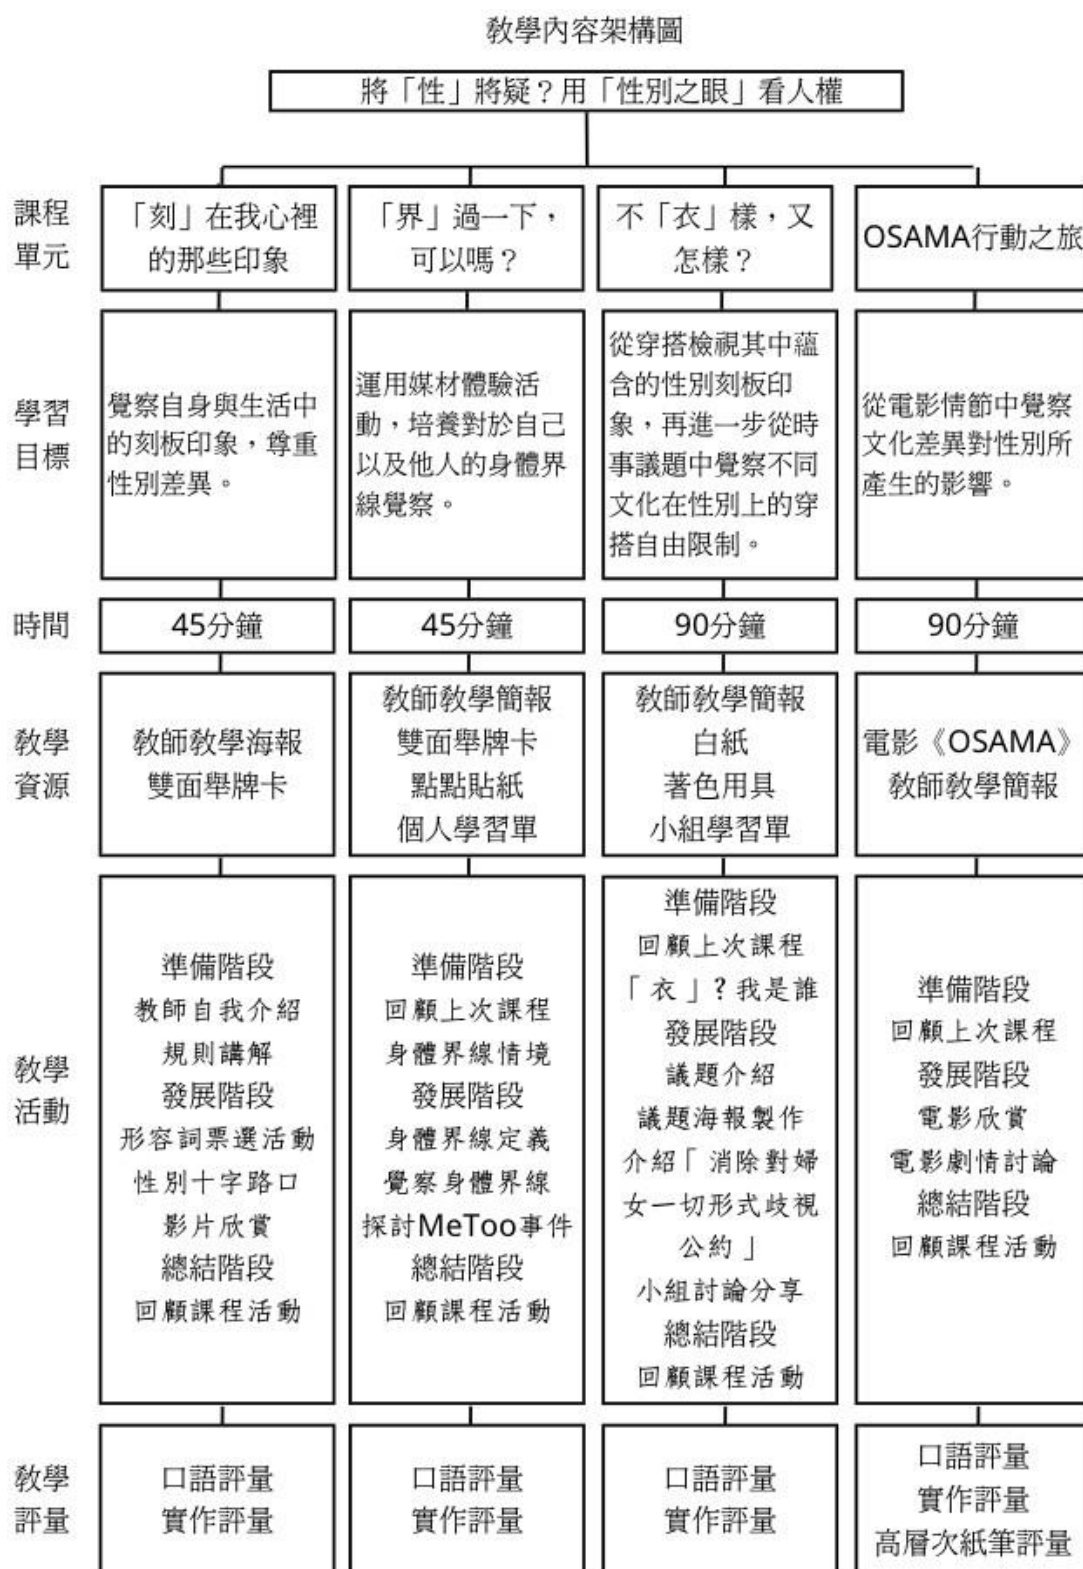 教學內容架構圖
將「性」將疑？用「性別之眼」看人權
課程
單元
「刻」在我心裡
的那些印象
「界」過一下，
可以嗎？
不「衣」樣，又
怎樣？
OSAMA行動之旅
學習
目標
覺察自身與生活中
的刻板印象，尊重
性別差異。
運用媒材體驗活
動，培養對於自己
以及他人的身體界
線覺察。
從穿搭檢視其中蘊
含的性別刻板印
象，再進一步從時
事議題中覺察不同
文化在性別上的穿
搭自由限制。
從電影情節中覺察
文化差異對性別所
產生的影響。
時間
45分鐘
45分鐘
90分鐘
90分鐘
教學
資源
教師教學海報
雙面舉牌卡
教師教學簡報
雙面舉牌卡
點點貼紙
個人學習單
教師教學簡報
白紙
著色用具
小組學習單
電影《OSAMA》
教師教學簡報
教學
活動
準備階段
教師自我介紹
規則講解
發展階段
形容詞票選活動
性別十字路口
影片欣賞
總結階段
回顧課程活動
準備階段
回顧上次課程
身體界線情境
發展階段
身體界線定義
覺察身體界線
探討MeToo事件
總結階段
回顧課程活動
準備階段
回顧上次課程
「衣」?我是誰
發展階段
議題介紹
議題海報製作
介紹「消除對婦
女一切形式歧視
公約」
小組討論分享
總結階段
回顧課程活動
準備階段
回顧上次課程
發展階段
電影欣賞
電影劇情討論
總結階段
回顧課程活動
教學
評量
口語評量
實作評量
口語評量
實作評量
口語評量
實作評量
口語評量
實作評量
高層次紙筆評量